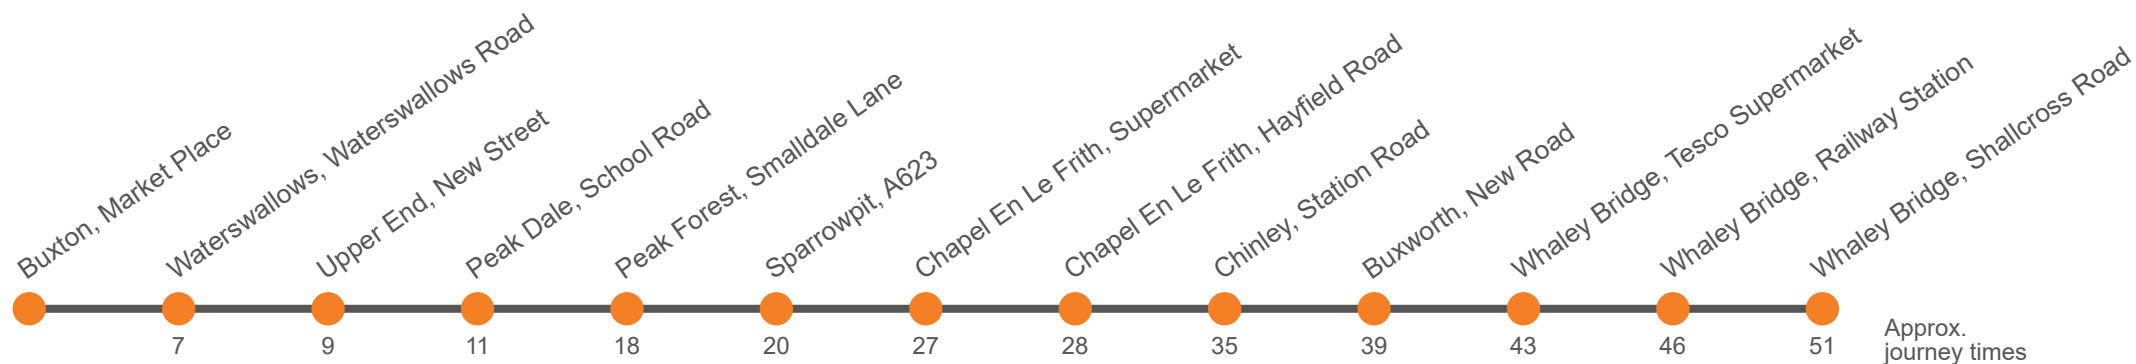 Buxton, Market Place
Waterswallows, Waterswallows Road
Upper End, New Street
Peak Dale, School Road
Peak Forest, Smalldale Lane
Sparrowpit, A623
Chapel En Le Frith, Supermarket
Chapel En Le Frith, Hayfield Road
Chinley, Station Road
Buxworth, New Road
Whaley Bridge, Tesco Supermarket
Whaley Bridge, Railway Station
Whaley Bridge, Shallcross Road
7 9 11 18 20 27 28 35 39 43 46 51
Approx.
journey times